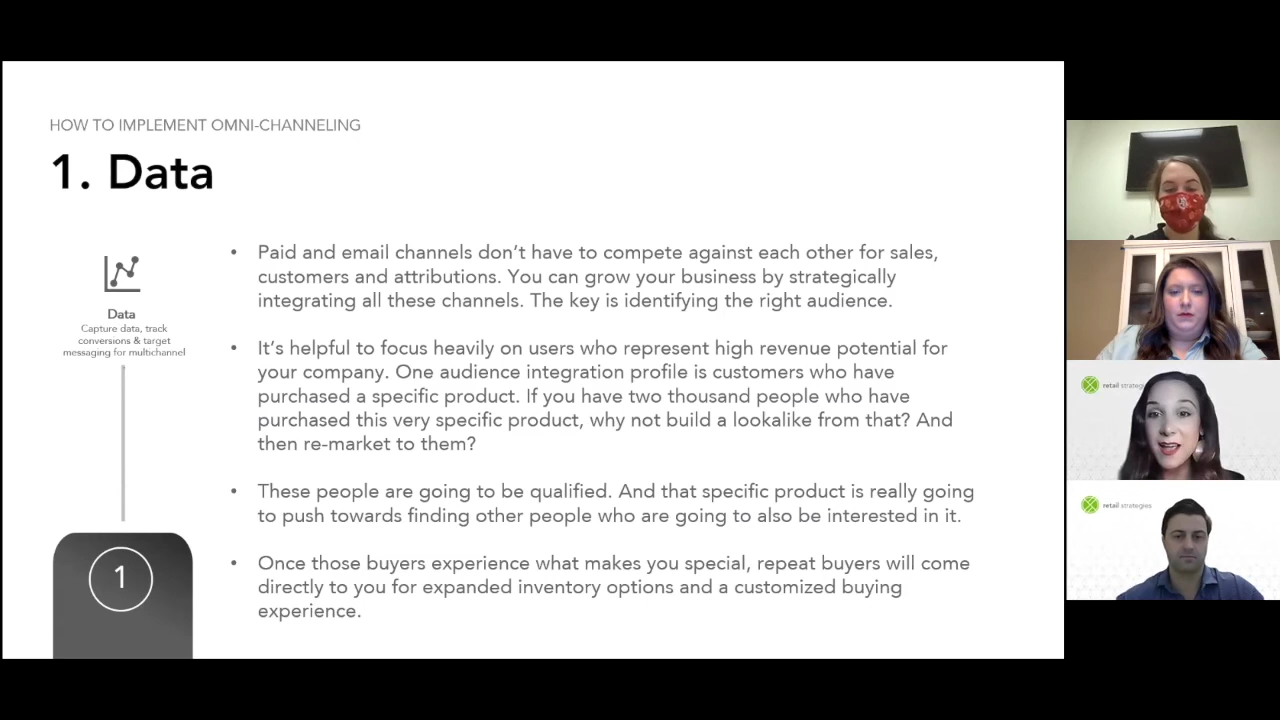 HOW TO IMPLEMENT OMNI-CHANNELING
1. Data
Data
Capture data, track
conversions & target
messaging for multichannel
1
• Paid and email channels don't have to compete against each other for sales,
customers and attributions. You can grow your business by strategically
integrating all these channels. The key is identifying the right audience.
• It's helpful to focus heavily on users who represent high revenue potential for
your company. One audience integration profile is customers who have
purchased a specific product. If you have two thousand people who have
purchased this very specific product, why not build a lookalike from that? And
then re-market to them?
• These people are going to be qualified. And that specific product is really going
to push towards finding other people who are going to also be interested in it.
• Once those buyers experience what makes you special, repeat buyers will come
directly to you for expanded inventory options and a customized buying
experience.
retail strateg
retail strategies